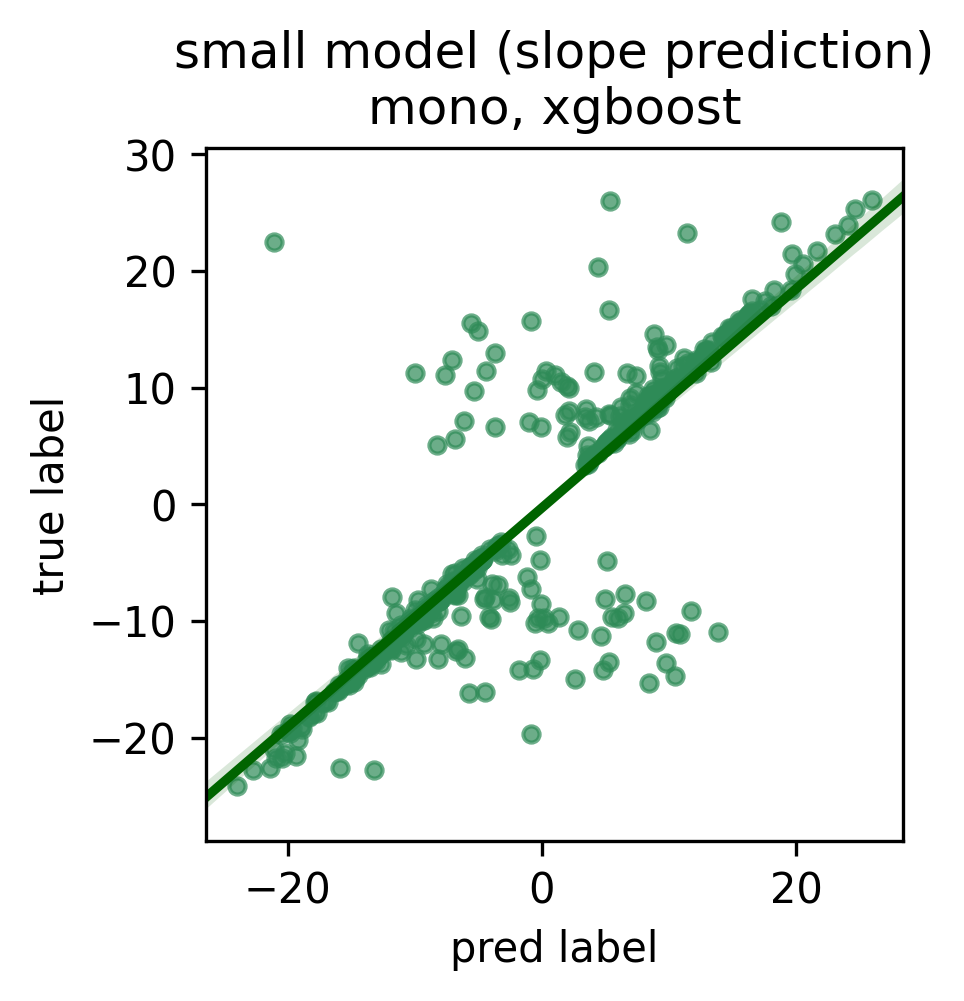 small model (slope prediction)
mono, xgboost
30
20
10
0
−10
−20
true label
−20
0
20
pred label